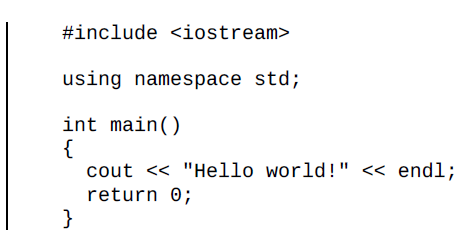 #include <iostream>
using namespace std;
int main()
{
cout << "Hello world!" << endl;
return 0;
}